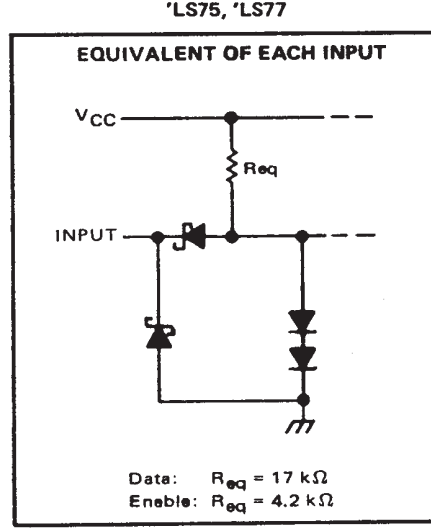 'LS75, 'LS77
EQUIVALENT OF EACH INPUT
VCC
Req
INPUT
Data: Req = 17 kΩ
Enable: Req = 4.2 kΩ